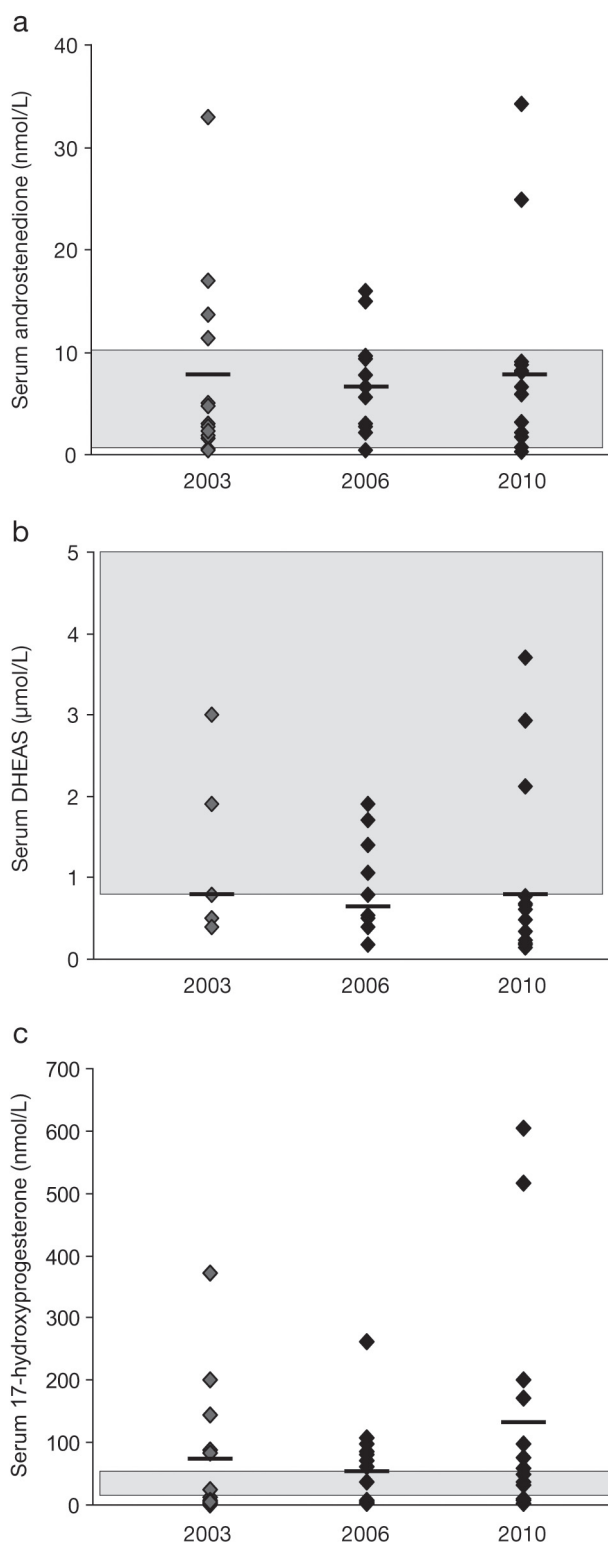 a
Serum androstenedione (nmol/L)
40
30
20
10
0
2003 2006 2010
b
Serum DHEAS (μmol/L)
5
4
3
2
1
0
2003 2006 2010
c
Serum 17-hydroxyprogesterone (nmol/L)
700
600
500
400
300
200
100
0
2003 2006 2010